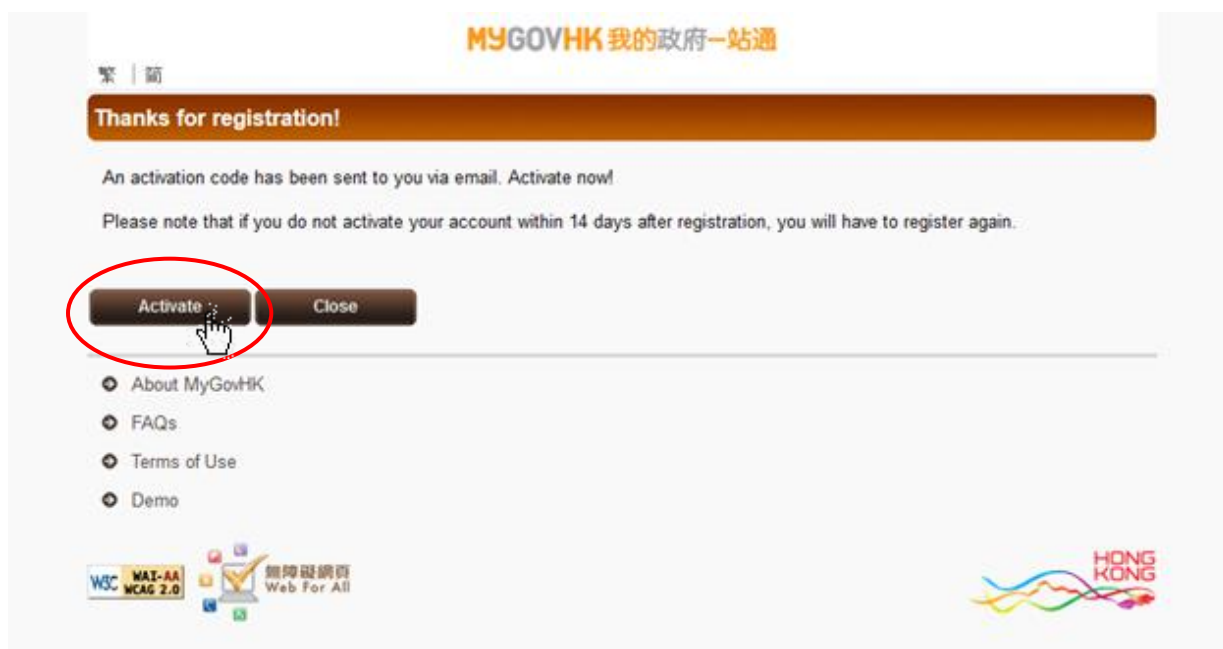 MYGOVHK 我的政府一站通
繁 | 简
Thanks for registration!
An activation code has been sent to you via email. Activate now!
Please note that if you do not activate your account within 14 days after registration, you will have to register again.
Activate
Close
About MyGovHK
FAQs
Terms of Use
Demo
W3C WAI-AA
WCAG 2.0
無障礙網頁
Web For All
HONG
KONG